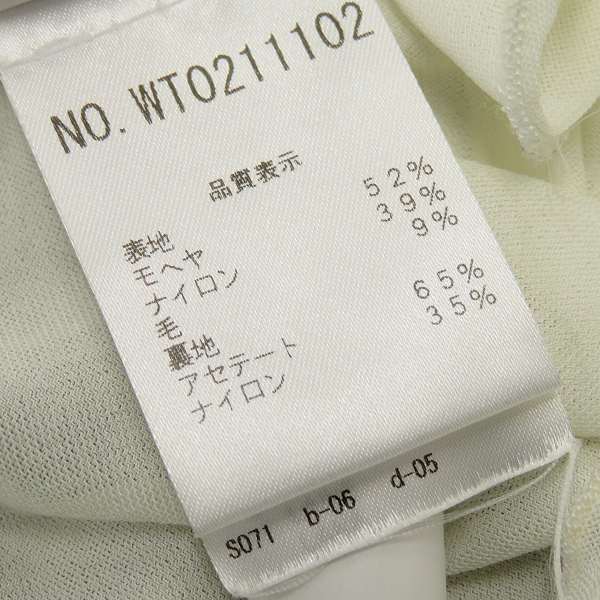 NO. WT0211102
品質表示
表地
モヘヤ 52%
ナイロン 39%
毛 9%
裏地
アセテート 65%
ナイロン 35%
S071 b-06 d-05